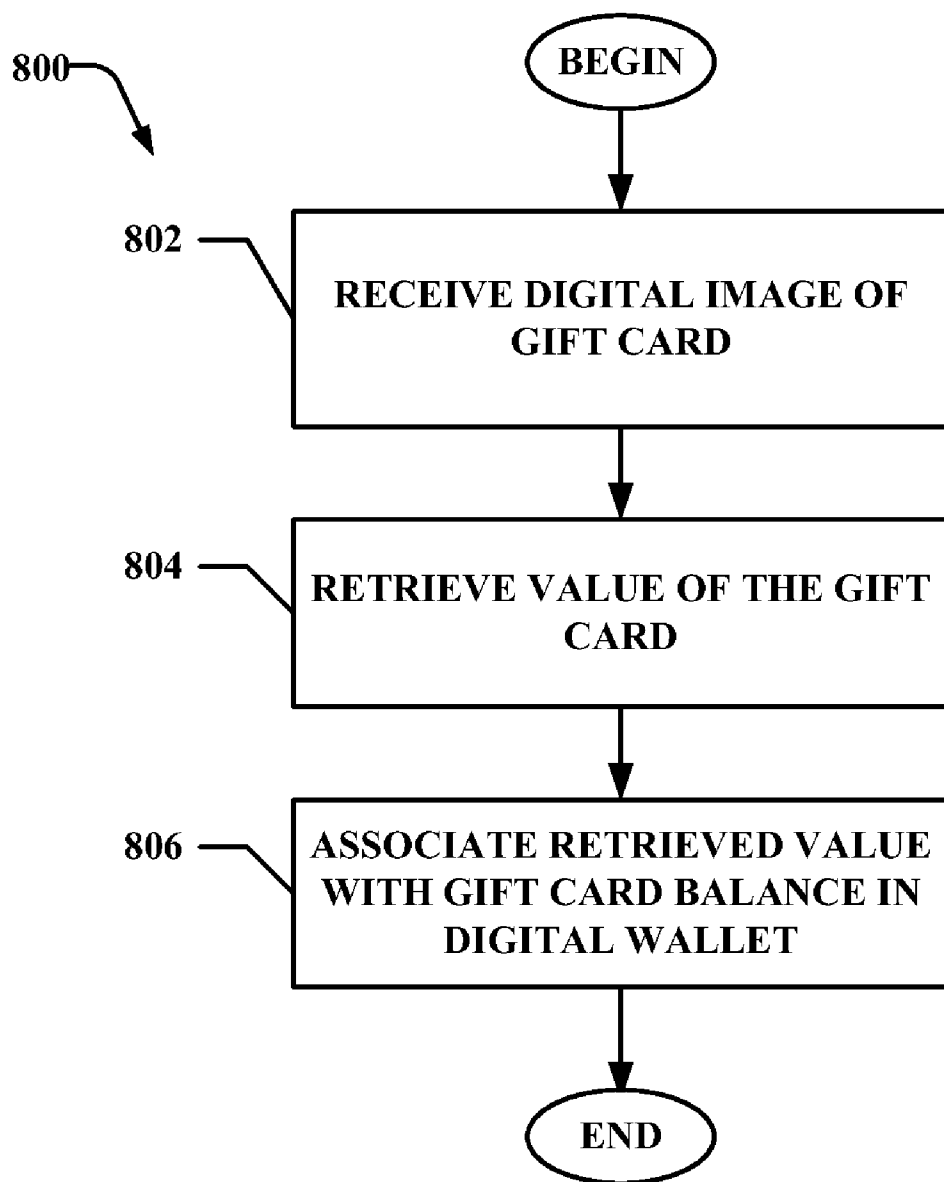 800
BEGIN
802
RECEIVE DIGITAL IMAGE OF
GIFT CARD
804
RETRIEVE VALUE OF THE GIFT
CARD
806
ASSOCIATE RETRIEVED VALUE
WITH GIFT CARD BALANCE IN
DIGITAL WALLET
END